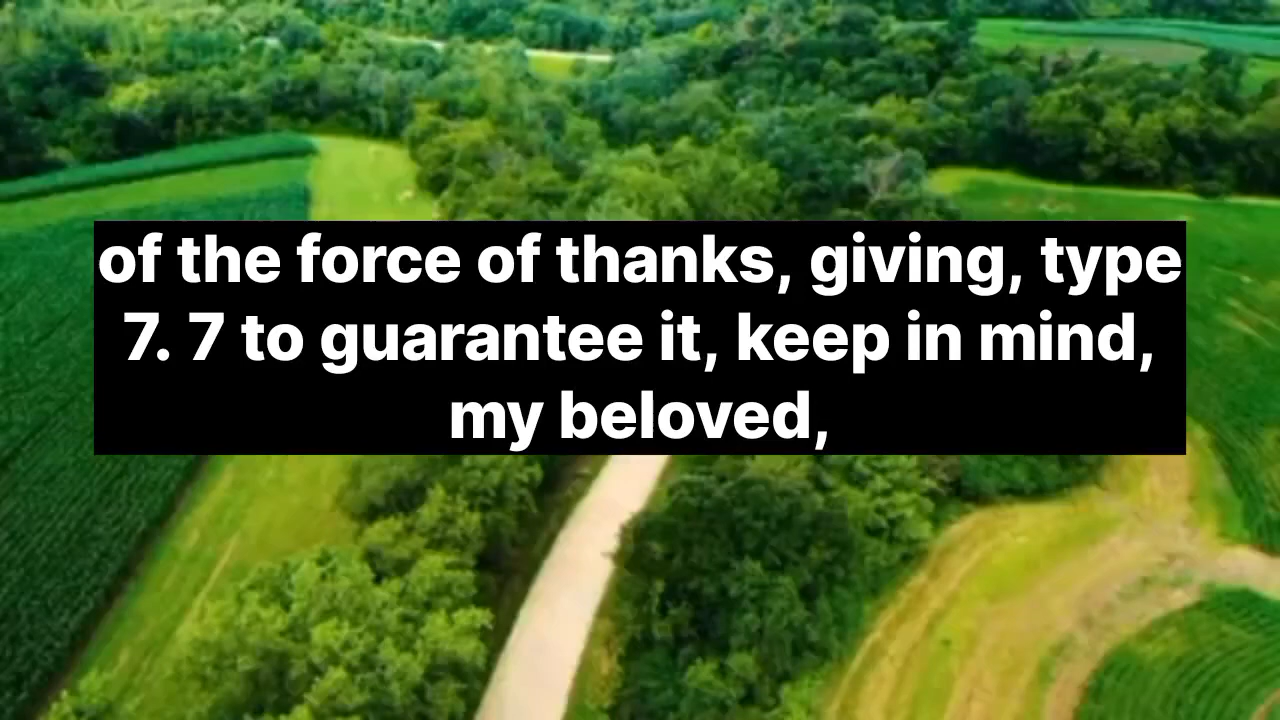 of the force of thanks, giving, type
7. 7 to guarantee it, keep in mind,
my beloved,